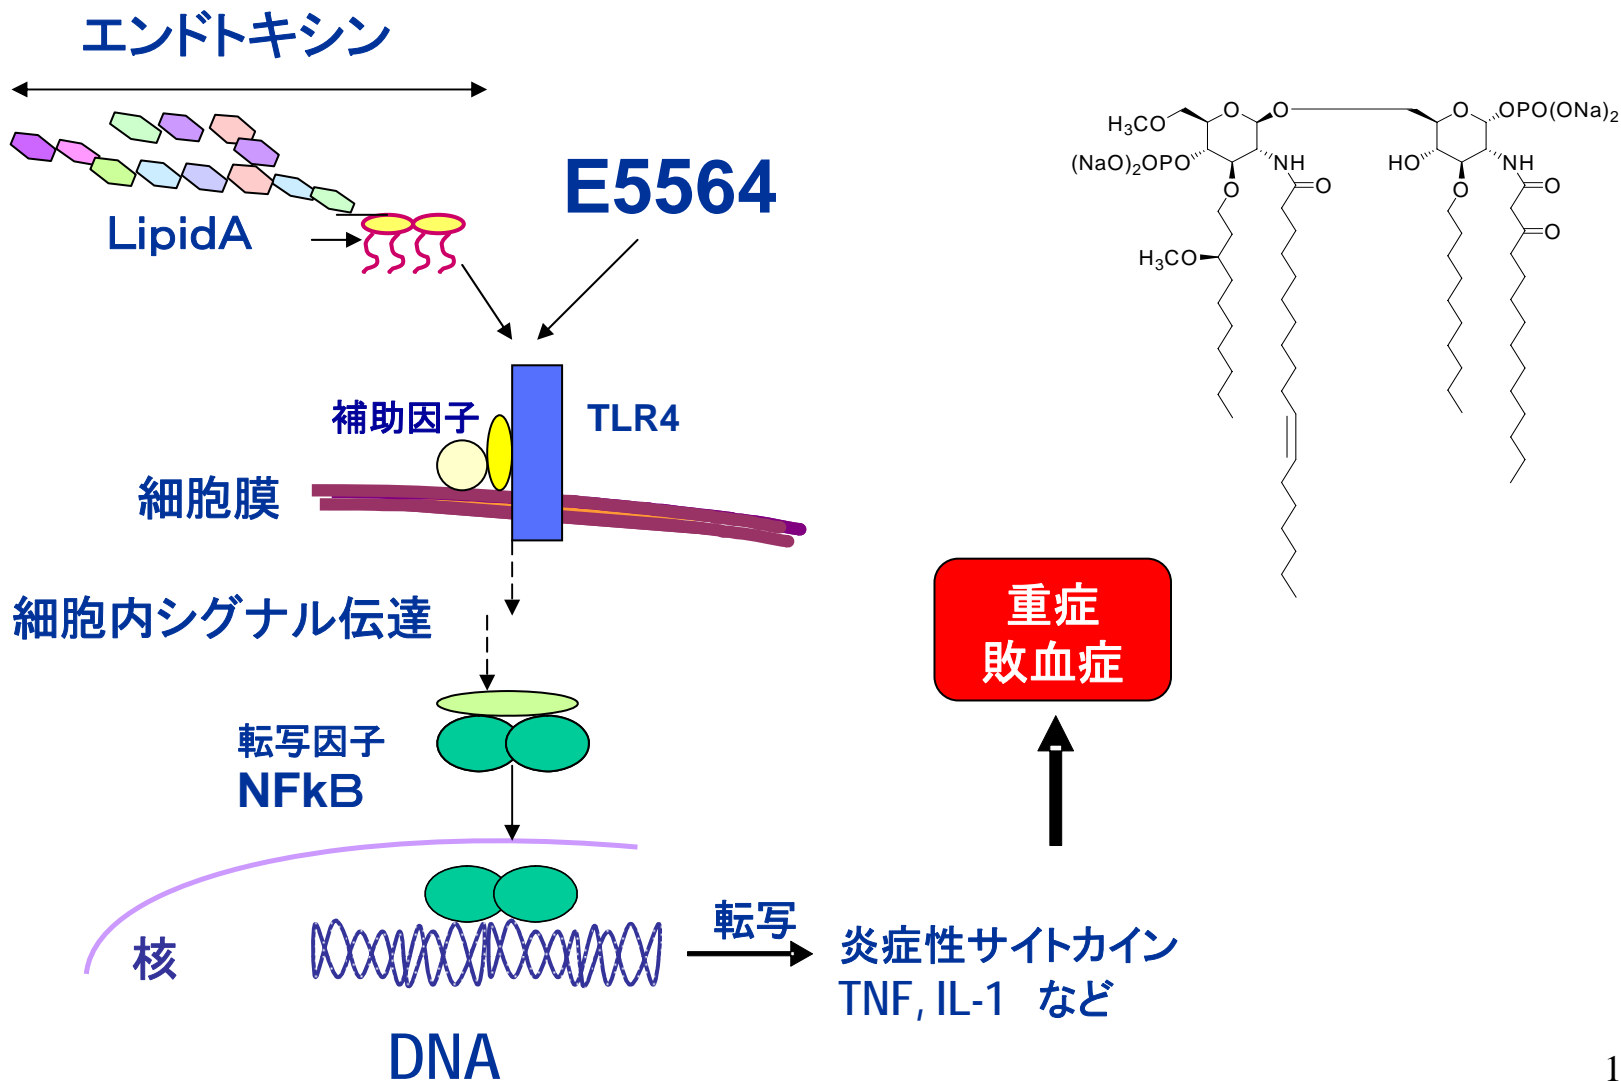 エンドトキシン
LipidA
E5564
補助因子
TLR4
細胞膜
細胞内シグナル伝達
転写因子
NFkB
核
DNA
転写
炎症性サイトカイン
TNF, IL-1 など
重症
敗血症
H3CO
O
O
O
OPO(ONa)2
(NaO)2OPO
NH
HO
NH
O
O
O
O
H3CO
O
1